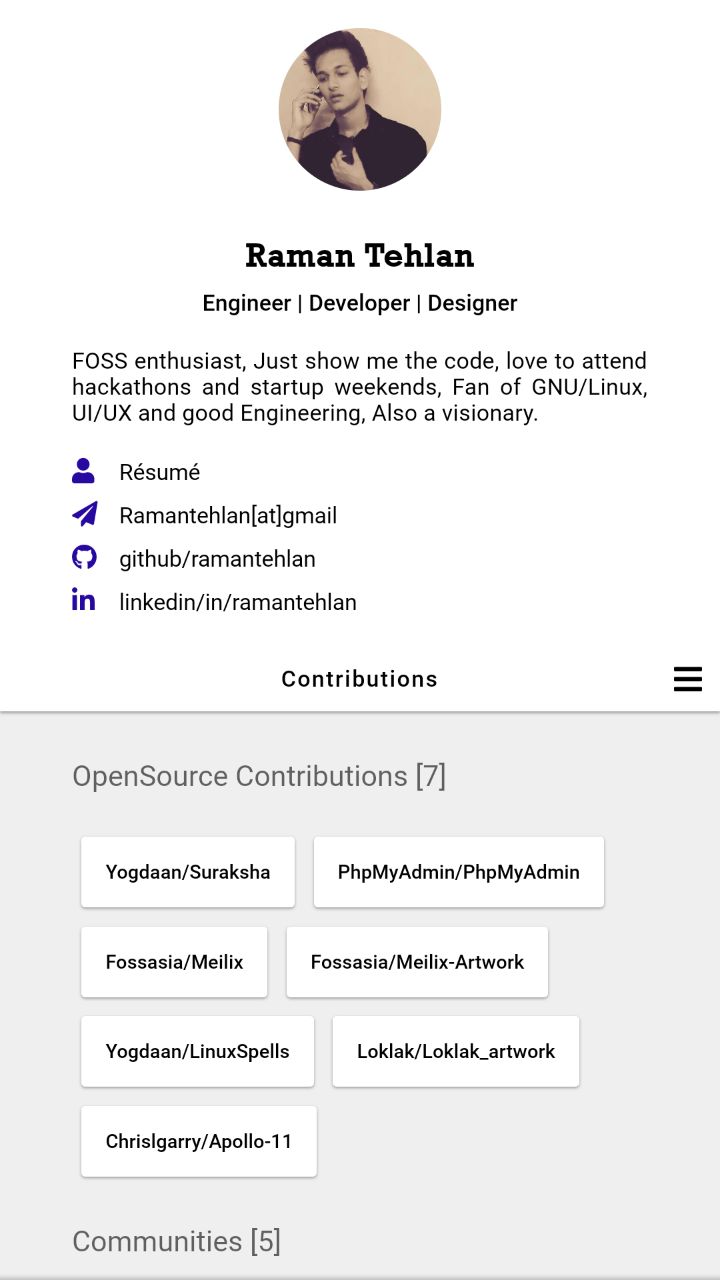 Raman Tehlan
Engineer | Developer | Designer
FOSS enthusiast, Just show me the code, love to attend
hackathons and startup weekends, Fan of GNU/Linux,
UI/UX and good Engineering, Also a visionary.
Résumé
Ramantehlan[at]gmail
github/ramantehlan
linkedin/in/ramantehlan
Contributions
OpenSource Contributions [7]
Yogdaan/Suraksha
PhpMyAdmin/PhpMyAdmin
Fossasia/Meilix
Fossasia/Meilix-Artwork
Yogdaan/LinuxSpells
Loklak/Loklak_artwork
Chrislgarry/Apollo-11
Communities [5]